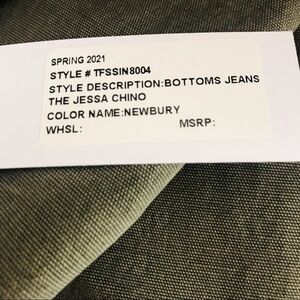 SPRING 2021
STYLE # TFSSIN8004
STYLE DESCRIPTION:BOTTOMS JEANS
THE JESSA CHINO
COLOR NAME:NEWBURY
WHSL: MSRP: